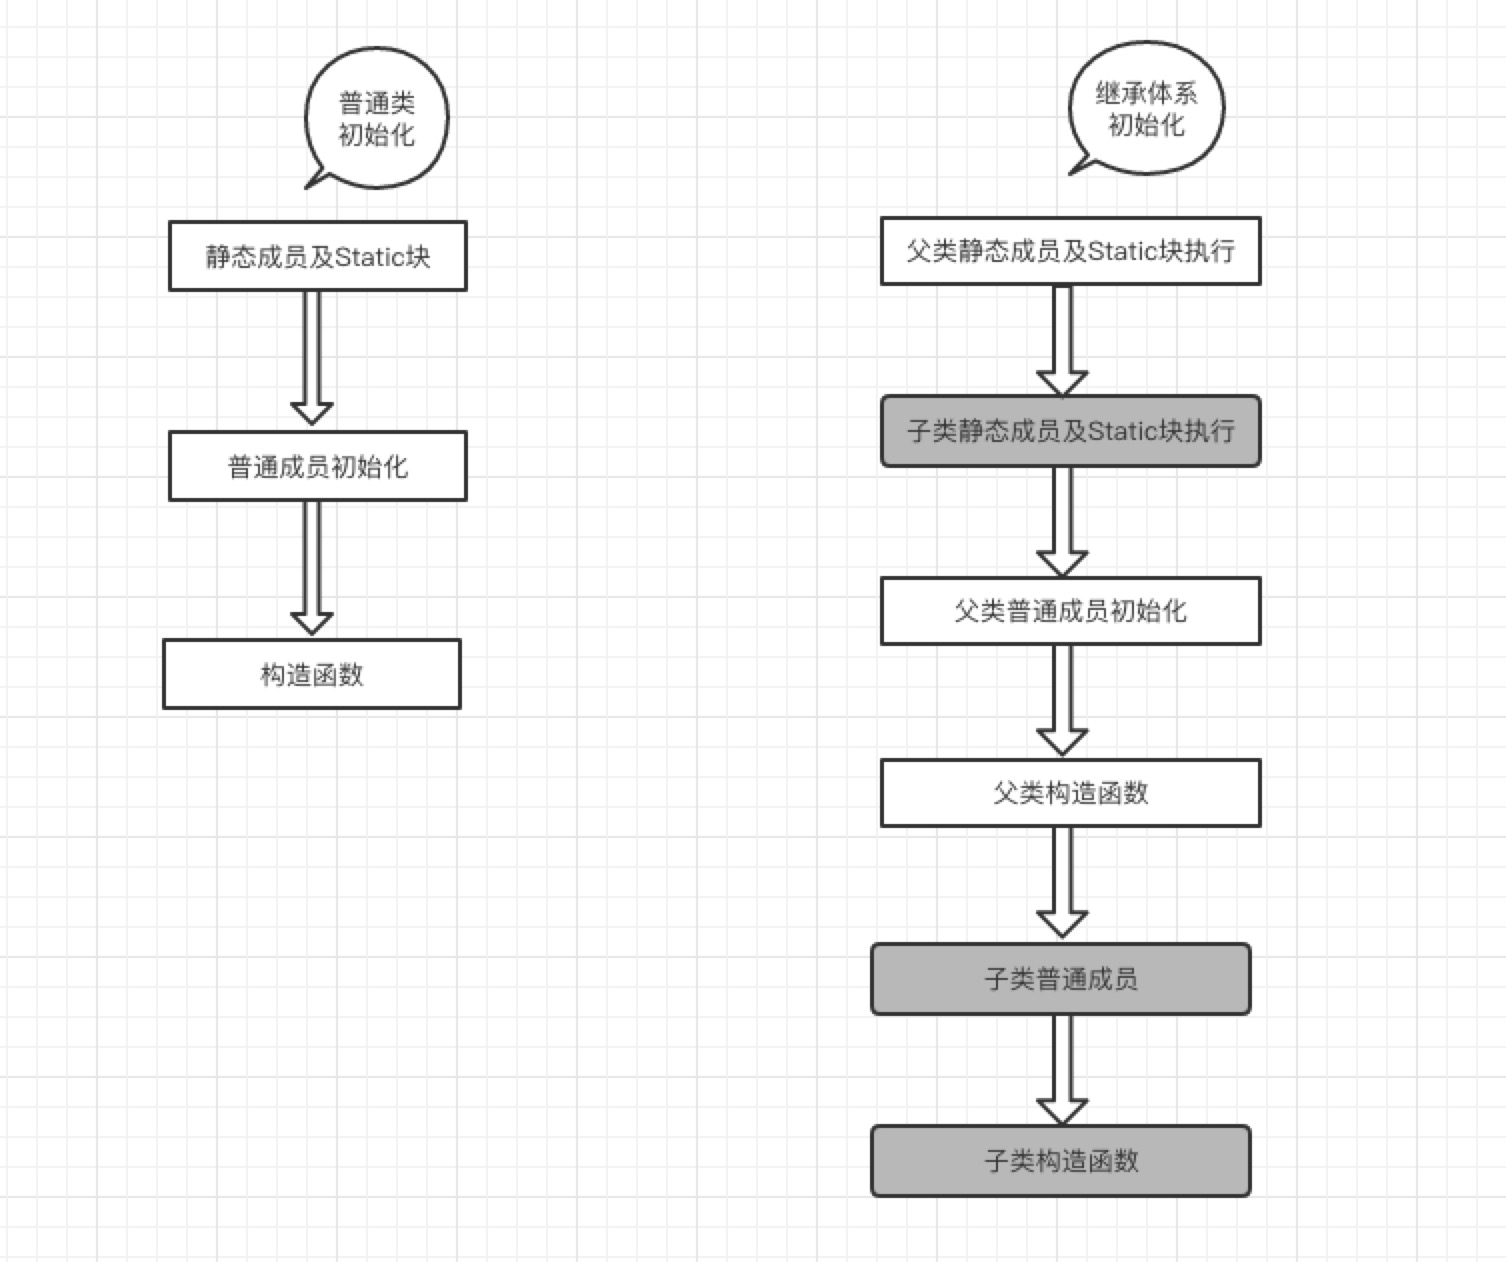 普通类
初始化
静态成员及Static块
普通成员初始化
构造函数
继承体系
初始化
父类静态成员及Static块执行
子类静态成员及Static块执行
父类普通成员初始化
父类构造函数
子类普通成员
子类构造函数